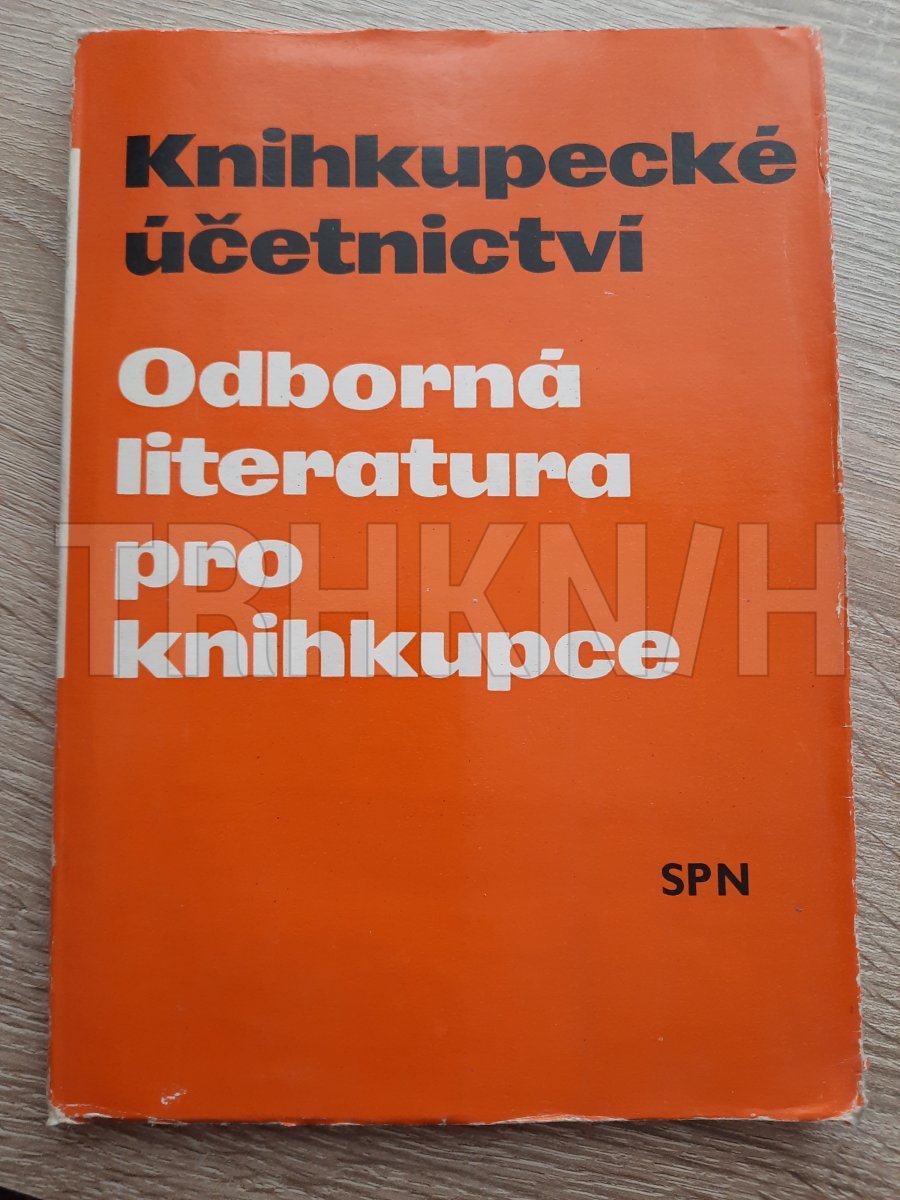 Knihkupecké
účetnictví
Odborná
literatura
pro
knihkupce
TRHKNIH
SPN